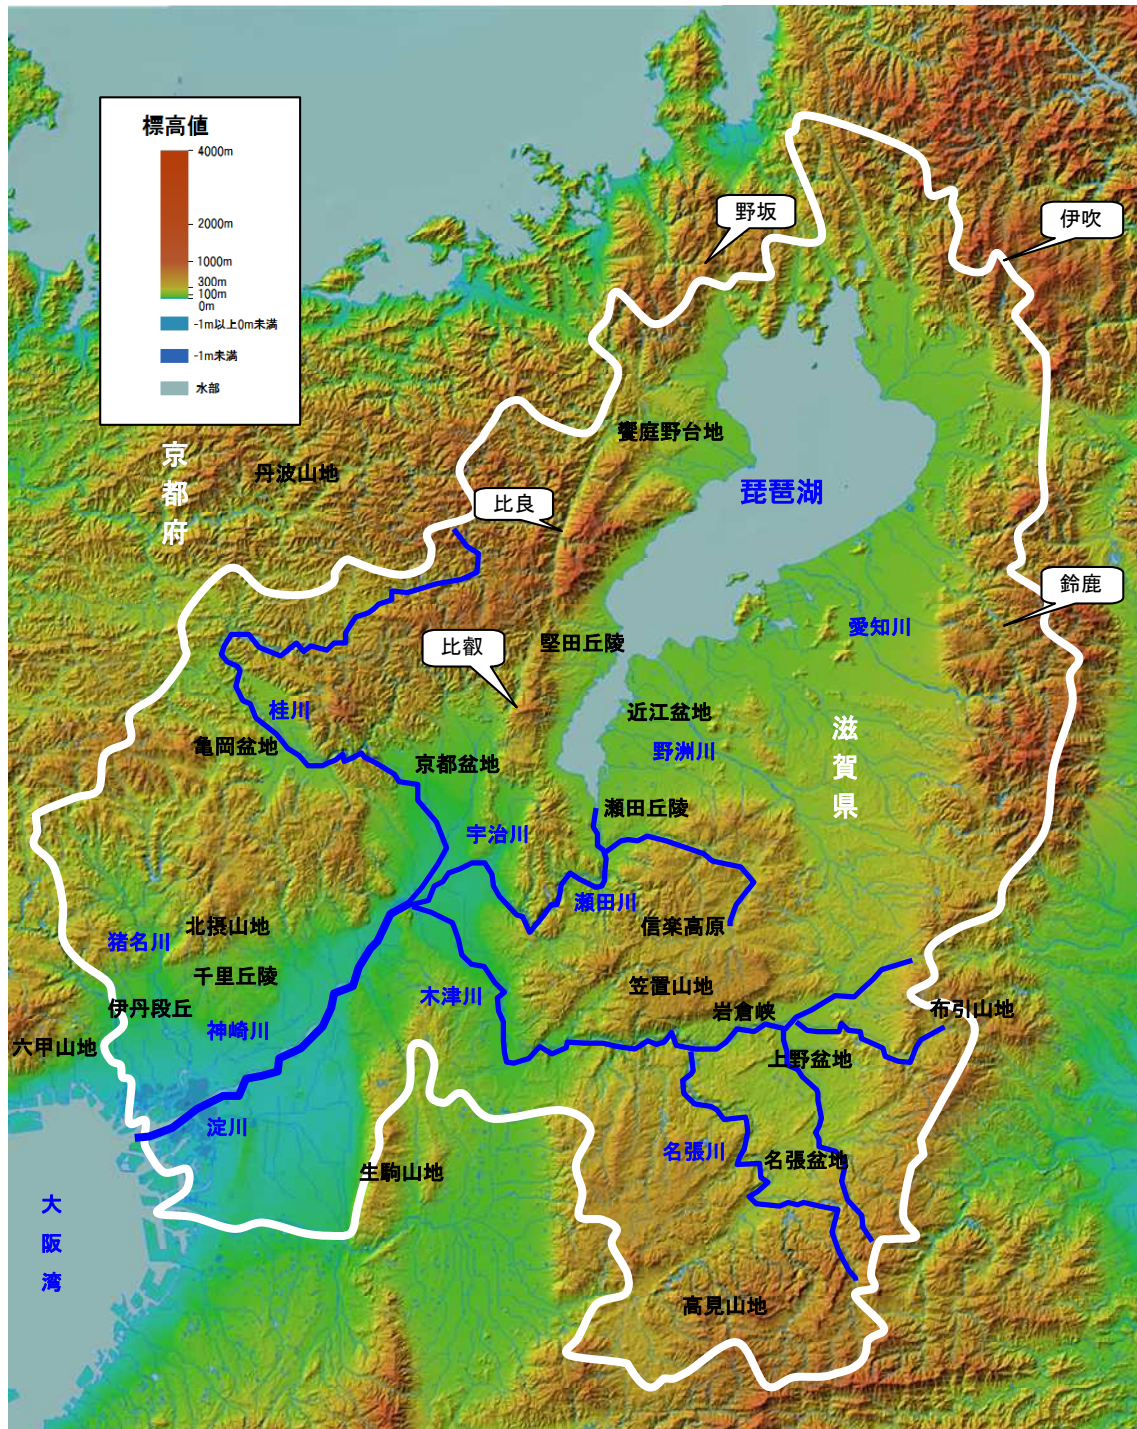 標高値
4000m
2000m
1000m
300m
100m
0m
-1m以上0m未満
-1m未満
水部
野坂
伊吹
京都府
丹波山地
饗庭野台地
琵琶湖
比良
鈴鹿
愛知川
比叡
堅田丘陵
桂川
近江盆地
亀岡盆地
京都盆地
野洲川
滋賀県
瀬田丘陵
宇治川
瀬田川
信楽高原
北摂山地
猪名川
千里丘陵
木津川
笠置山地
岩倉峡
伊丹段丘
布引山地
神崎川
六甲山地
上野盆地
淀川
名張川
名張盆地
生駒山地
大阪湾
高見山地